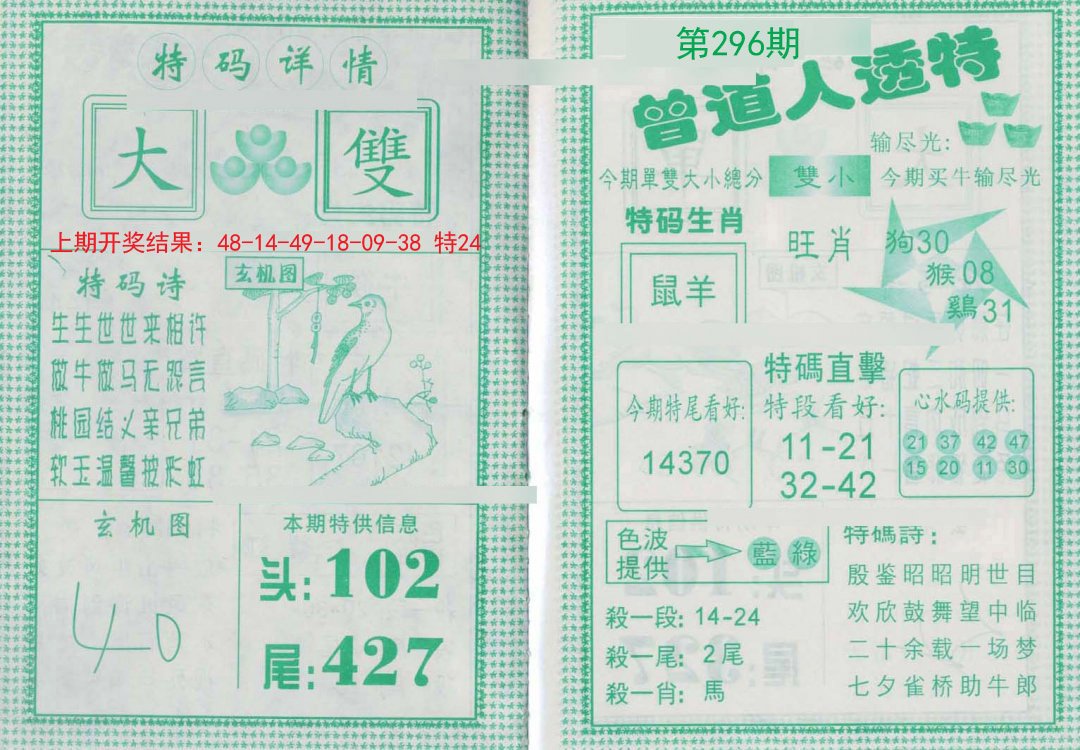 特码详情
大 雙
上期开奖结果：48-14-49-18-09-38 特24
特码诗
生生世世来相许
做牛做马无怨言
桃园结义亲兄弟
软玉温馨披彩虹
玄机图
玄机图
40
本期特供信息
头:102
尾:427
第296期
曾道人透特
输尽光:
今期單雙大小總分 雙小 今期买牛输尽光
特码生肖
鼠羊
旺肖
狗30
猴08
鷄31
今期特尾看好:
14370
特碼直擊
特段看好:
11-21
32-42
心水码提供:
21 37 42 47
15 20 11 30
色波
提供
藍 綠
殺一段: 14-24
殺一尾: 2尾
殺一肖: 馬
特碼詩:
殷鉴昭昭明世目
欢欣鼓舞望中临
二十余载一场梦
七夕雀桥助牛郎